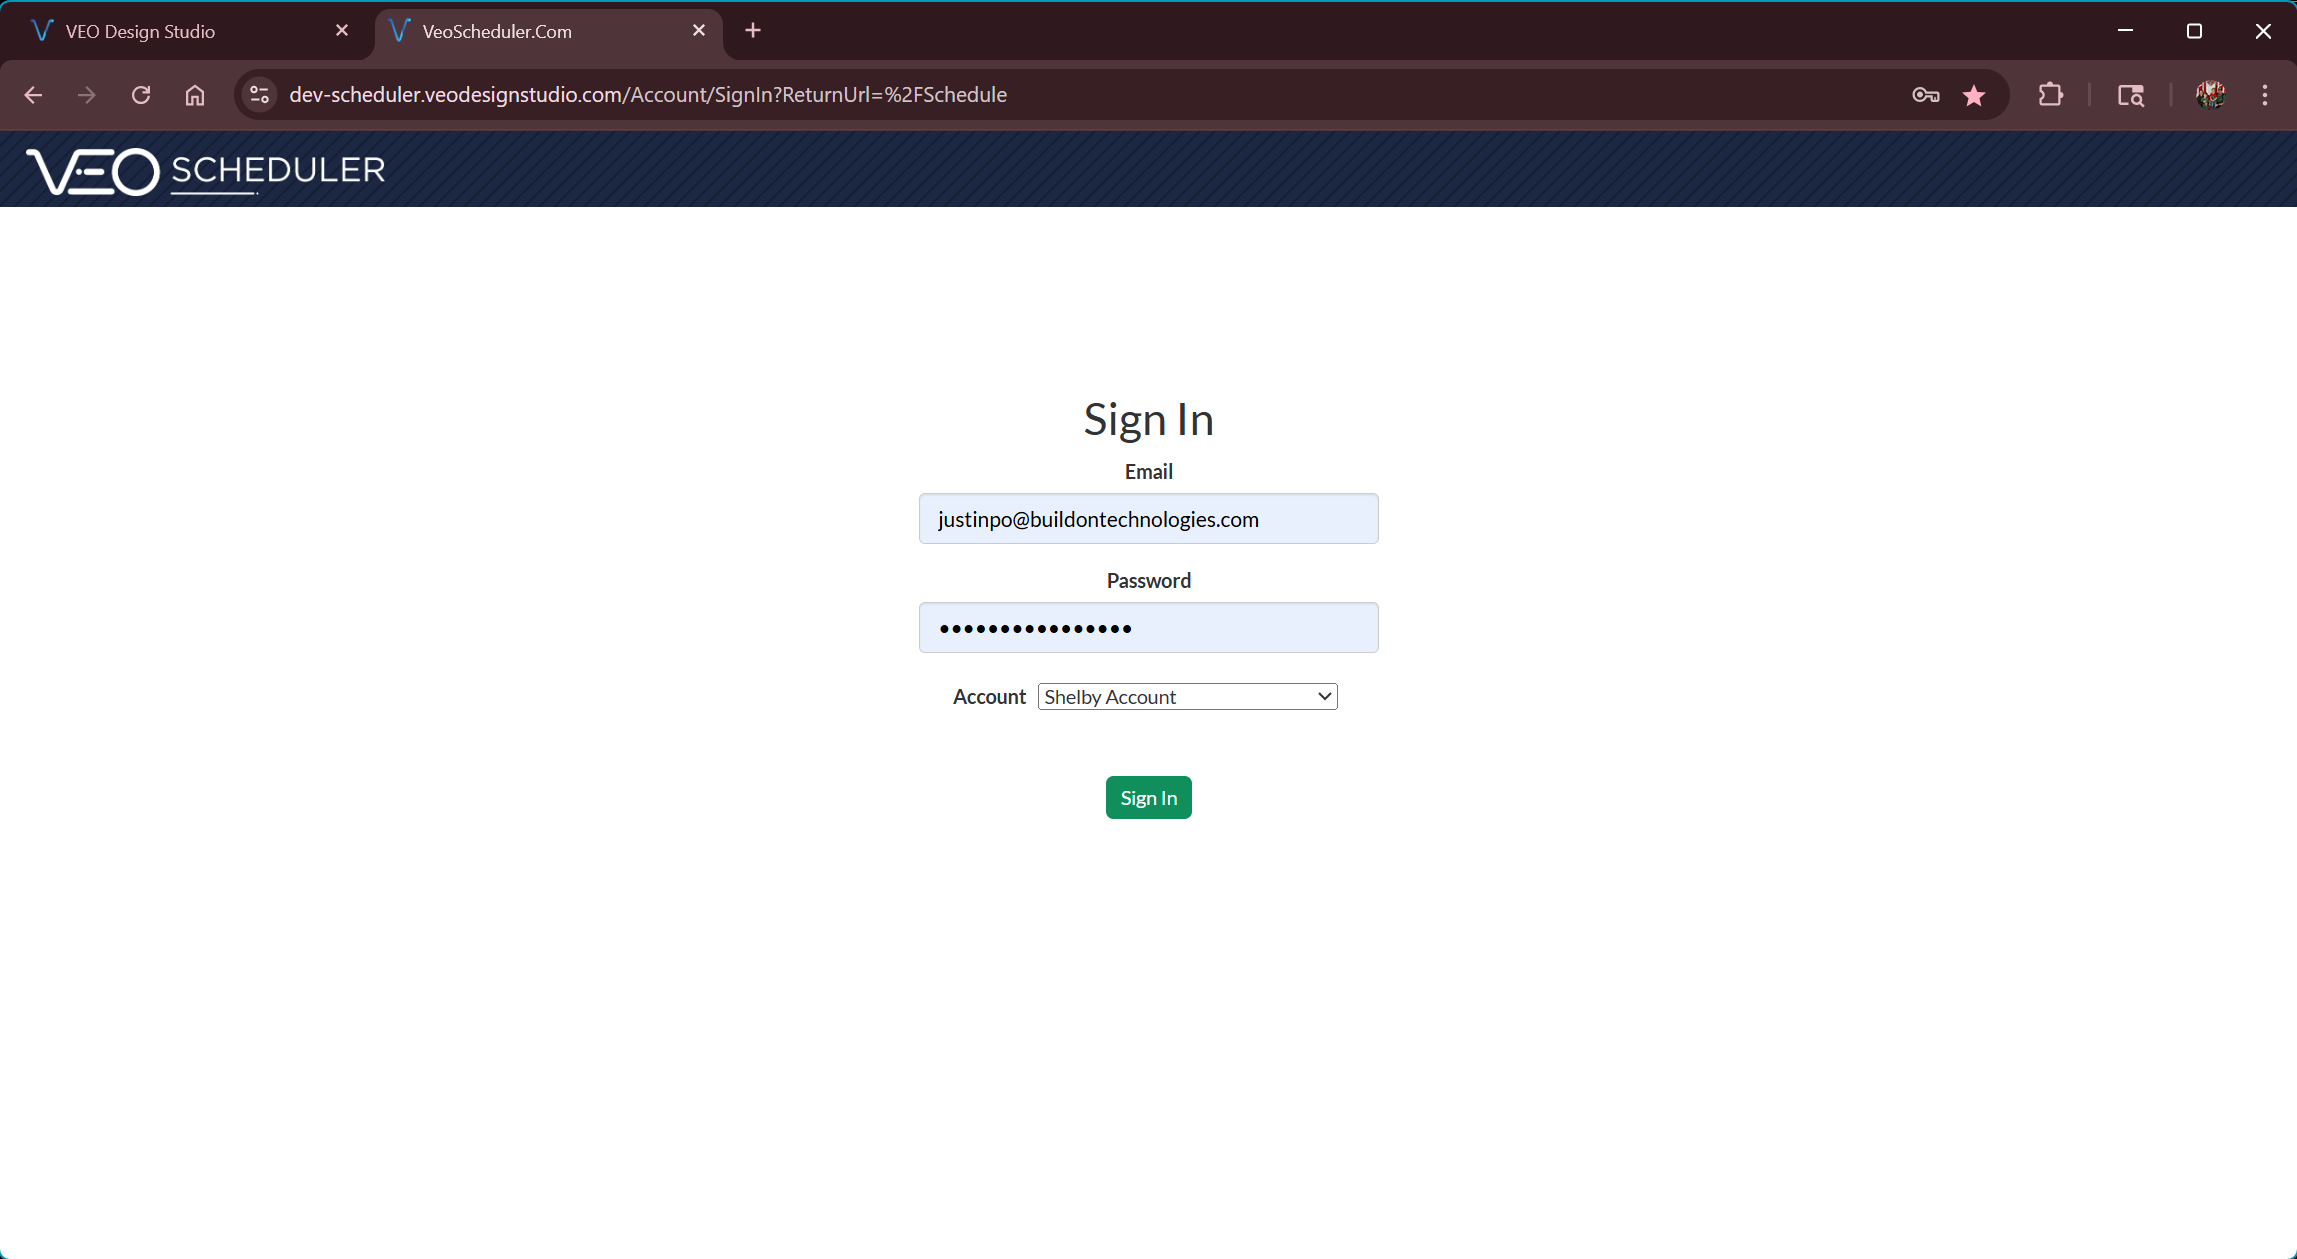 VEO Design Studio
VeoScheduler.Com
dev-scheduler.veodesignstudio.com/Account/SignIn?ReturnUrl=%2FSchedule
VEO SCHEDULER
Sign In
Email
justinpo@buildontechnologies.com
Password
••••••••••••••••
Account Shelby Account
Sign In